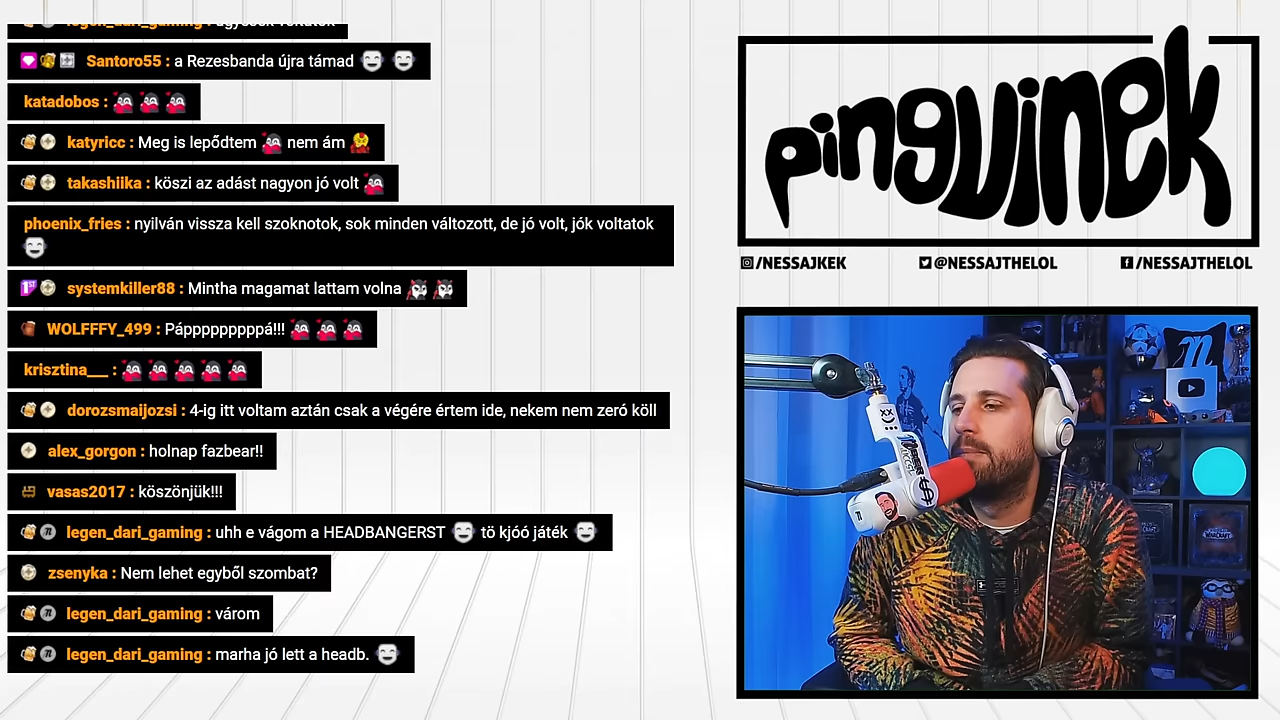 legen_dari_gaming : ügyesek voltatok
Santoro55 : a Rezesbanda újra támad
katadobos :
katyricc : Meg is lepődtem nem ám
takashiika : köszi az adást nagyon jó volt
phoenix_fries : nyilván vissza kell szoknotok, sok minden változott, de jó volt, jók voltatok
systemkiller88 : Mintha magamat lattam volna
WOLFFFY_499 : Páppppppppppá!!!
krisztina__ :
dorozsmaijozsi : 4-ig itt voltam aztán csak a végére értem ide, nekem nem zeró köll
alex_gorgon : holnap fazbear!!
vasas2017 : köszönjük!!!
legen_dari_gaming : uhh e vágom a HEADBANGERST tö kjóó játék
zsenyka : Nem lehet egyből szombat?
legen_dari_gaming : várom
legen_dari_gaming : marha jó lett a headb.
pingvinek
/NESSAJKEK @NESSAJTHELOL /NESSAJTHELOL